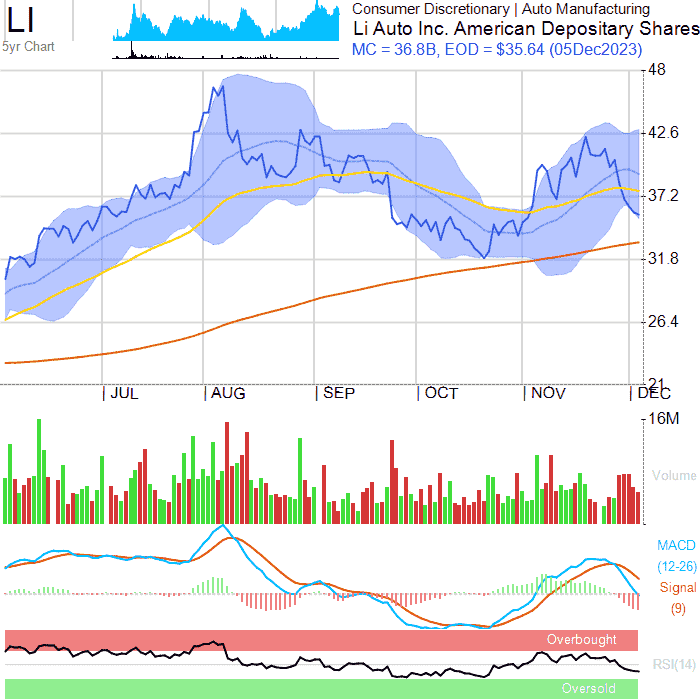 LI
5yr Chart
Consumer Discretionary | Auto Manufacturing
Li Auto Inc. American Depositary Shares
MC = 36.8B, EOD = $35.64 (05Dec2023)
48
42.6
37.2
31.8
26.4
21
JUL
AUG
SEP
OCT
NOV
DEC
16M
Volume
MACD
(12-26)
Signal
(9)
Overbought
RSI(14)
Oversold